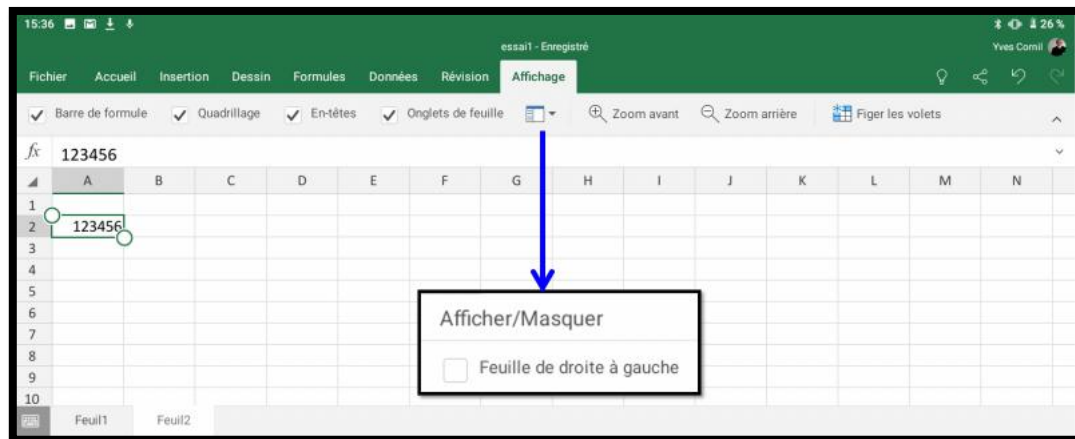 15:36 26 %
essai1 - Enregistré
Yves Cornil
Fichier Accueil Insertion Dessin Formules Données Révision Affichage
Barre de formule Quadrillage En-têtes Onglets de feuille Zoom avant Zoom arrière Figer les volets
fx 123456
A B C D E F G H I J K L M N
1
2 123456
3
4
5
6
7
8
9
10
Afficher/Masquer
Feuille de droite à gauche
Feuil1 Feuil2